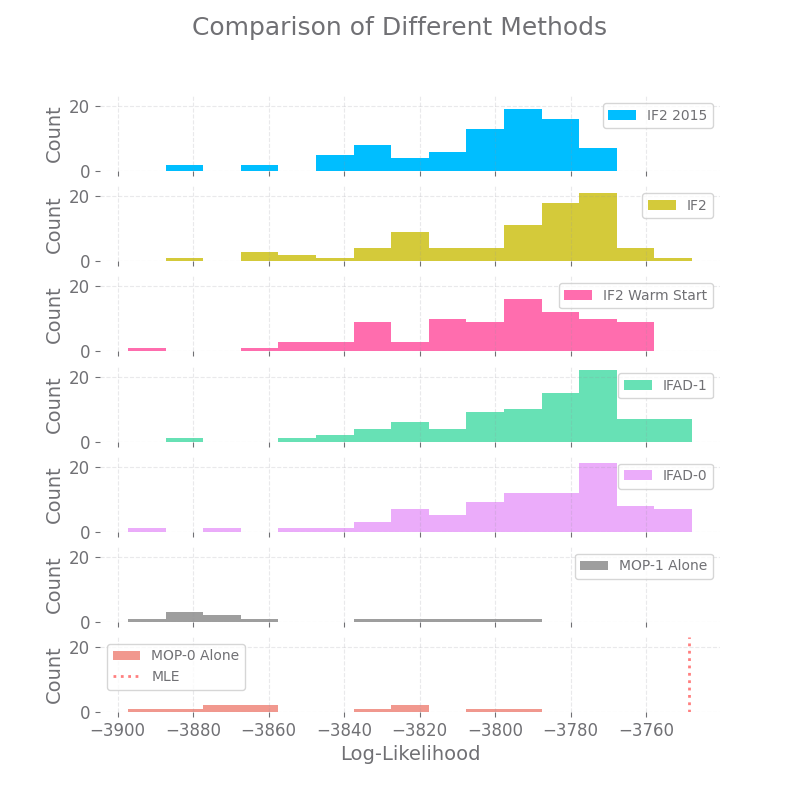 Comparison of Different Methods
20
0
Count
IF2 2015
20
0
Count
IF2
20
0
Count
IF2 Warm Start
20
0
Count
IFAD-1
20
0
Count
IFAD-0
20
0
Count
MOP-1 Alone
20
0
Count
MOP-0 Alone
MLE
−3900 −3880 −3860 −3840 −3820 −3800 −3780 −3760
Log-Likelihood